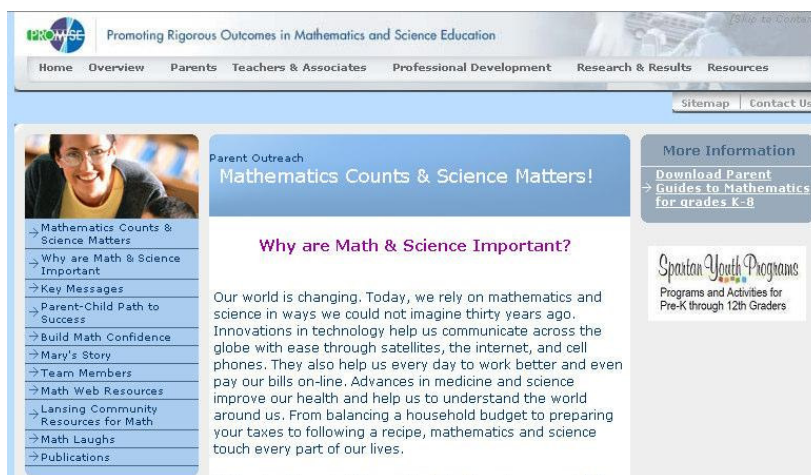 PROM/SE Promoting Rigorous Outcomes in Mathematics and Science Education
[Skip to Conten
Home Overview Parents Teachers & Associates Professional Development Research & Results Resources
Sitemap | Contact Us
Mathematics Counts &
Science Matters
Why are Math & Science
Important
Key Messages
Parent-Child Path to
Success
Build Math Confidence
Mary's Story
Team Members
Math Web Resources
Lansing Community
Resources for Math
Math Laughs
Publications
Parent Outreach
Mathematics Counts & Science Matters!
Why are Math & Science Important?
Our world is changing. Today, we rely on mathematics and
science in ways we could not imagine thirty years ago.
Innovations in technology help us communicate across the
globe with ease through satellites, the internet, and cell
phones. They also help us every day to work better and even
pay our bills on-line. Advances in medicine and science
improve our health and help us to understand the world
around us. From balancing a household budget to preparing
your taxes to following a recipe, mathematics and science
touch every part of our lives.
More Information
Download Parent
Guides to Mathematics
for grades K-8
Spartan Youth Programs
Programs and Activities for
Pre-K through 12th Graders